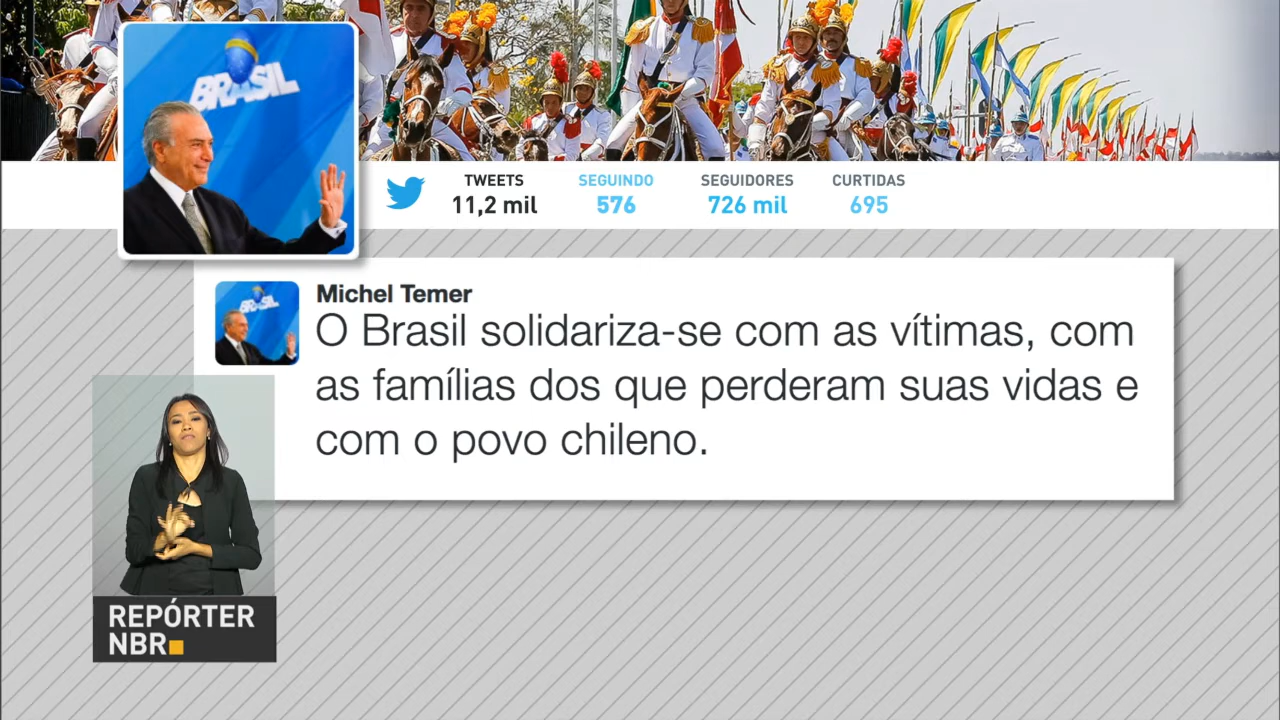 BRASIL
TWEETS
11,2 mil
SEGUINDO
576
SEGUIDORES
726 mil
CURTIDAS
695
Michel Temer
BRASIL
O Brasil solidariza-se com as vítimas, com
as famílias dos que perderam suas vidas e
com o povo chileno.
REPÓRTER
NBR